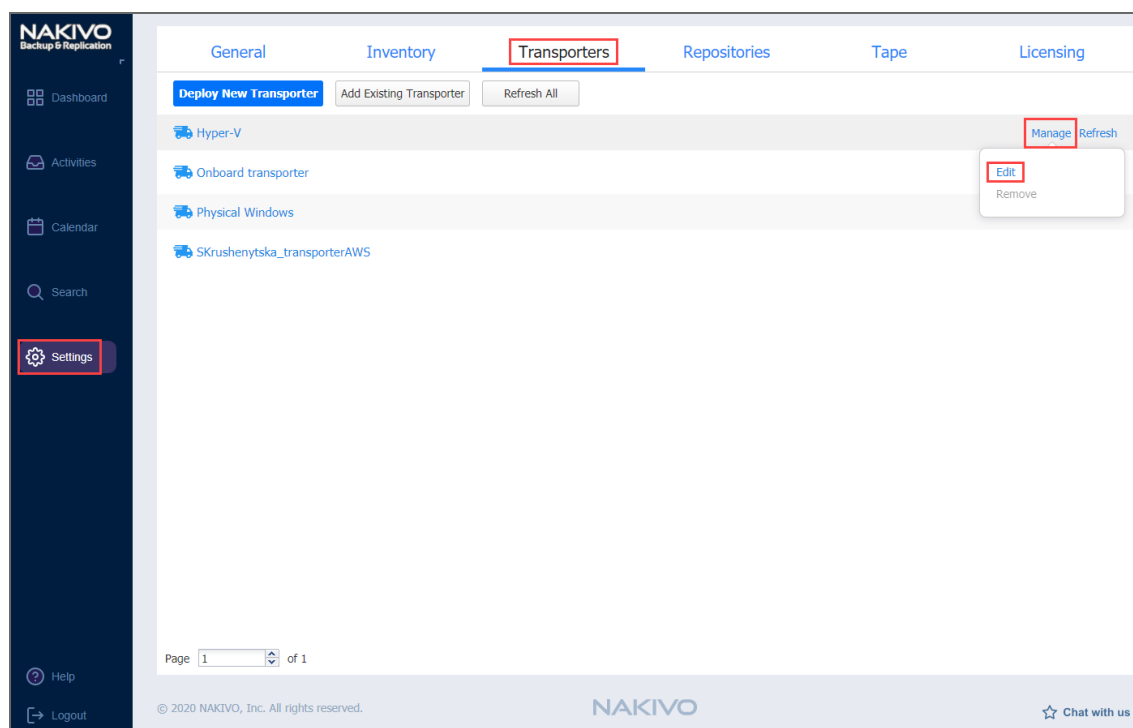 NAKIVO
Backup & Replication
Dashboard
Activities
Calendar
Search
Settings
Help
Logout
General Inventory Transporters Repositories Tape Licensing
Deploy New Transporter Add Existing Transporter Refresh All
Hyper-V Manage Refresh
Edit
Remove
Onboard transporter
Physical Windows
SKrushenytska_transporterAWS
Page 1 of 1
© 2020 NAKIVO, Inc. All rights reserved. NAKIVO Chat with us